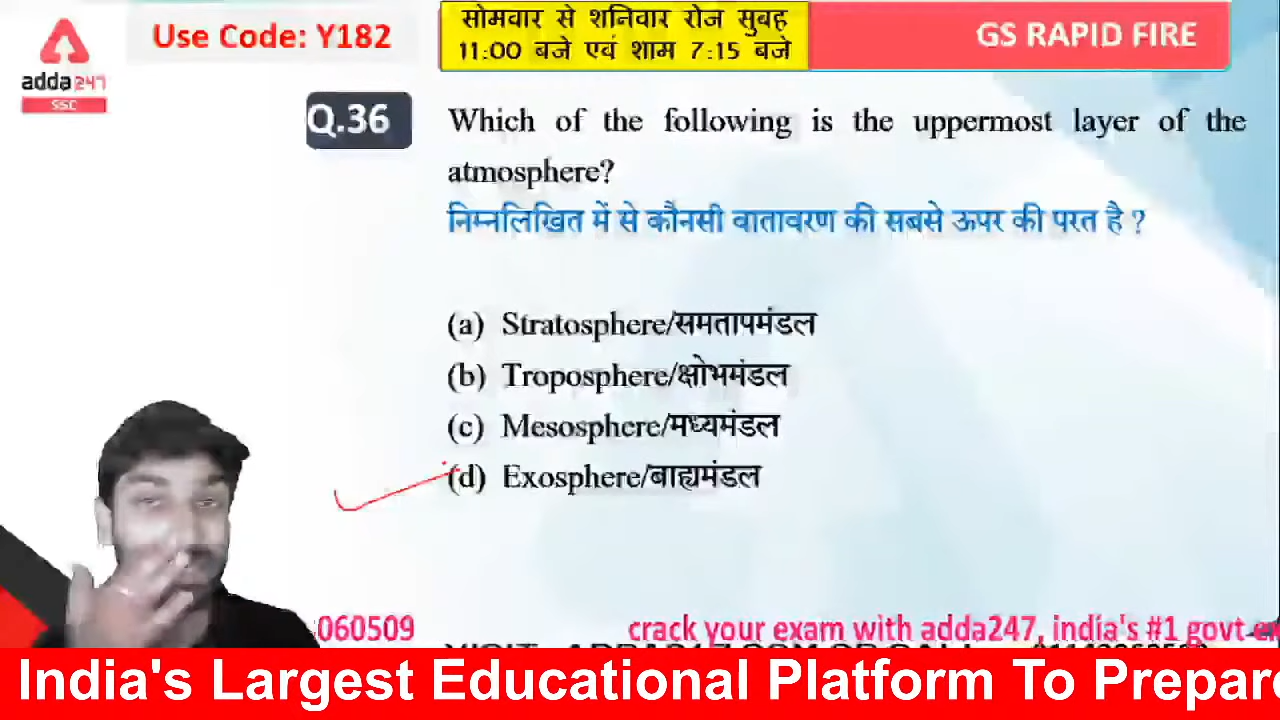 Use Code: Y182
सोमवार से शनिवार रोज सुबह
11:00 बजे एवं शाम 7:15 बजे
GS RAPID FIRE
adda247
SSC
Q.36
Which of the following is the uppermost layer of the
atmosphere?
निम्नलिखित में से कौनसी वातावरण की सबसे ऊपर की परत है ?
(a) Stratosphere/समतापमंडल
(b) Troposphere/क्षोभमंडल
(c) Mesosphere/मध्यमंडल
(d) Exosphere/बाह्यमंडल
060509
crack your exam with adda247, india's #1 govt
India's Largest Educational Platform To Prepare